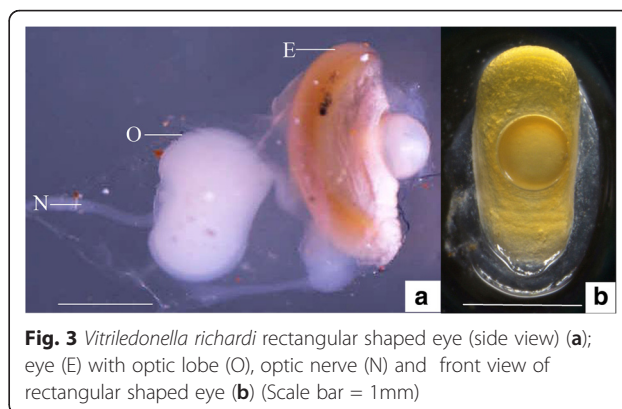 E
O
N
a
b
Fig. 3 Vitriledonella richardi rectangular shaped eye (side view) (a);
eye (E) with optic lobe (O), optic nerve (N) and front view of
rectangular shaped eye (b) (Scale bar = 1mm)